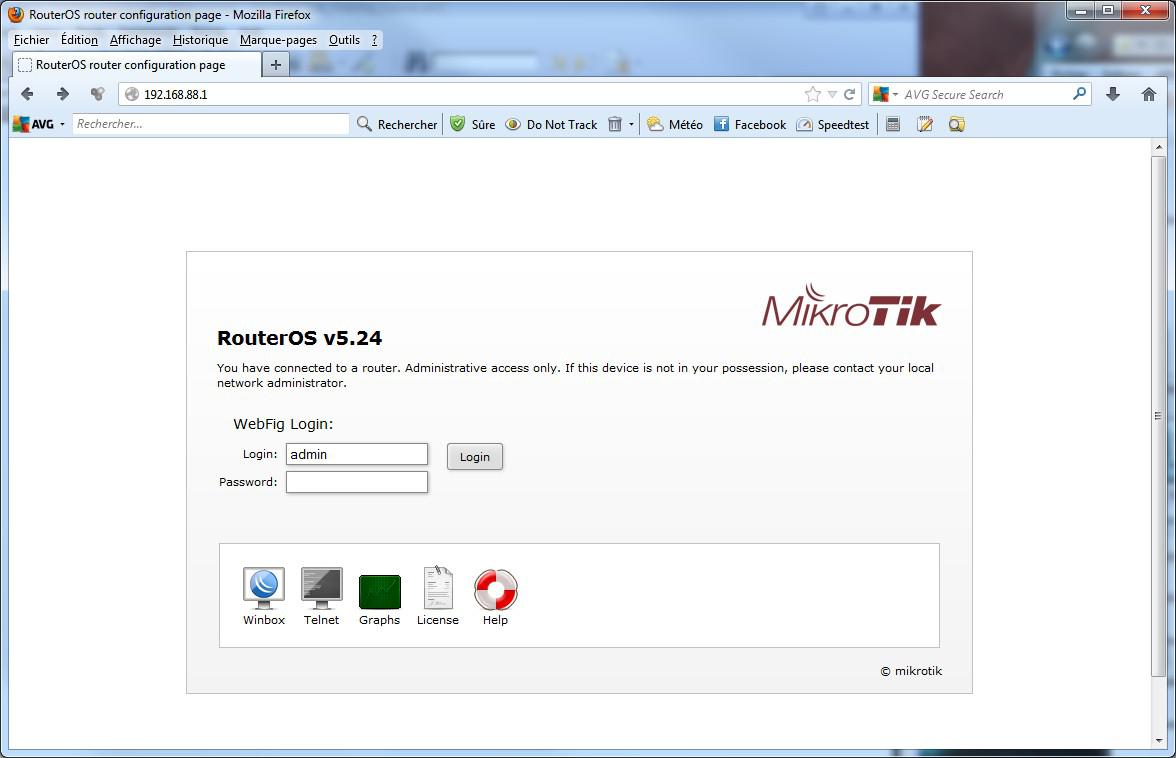 RouterOS router configuration page - Mozilla Firefox
Fichier Édition Affichage Historique Marque-pages Outils ?
RouterOS router configuration page +
192.168.88.1 AVG Secure Search
AVG Rechercher... Rechercher Sûre Do Not Track Météo Facebook Speedtest
MikroTik
RouterOS v5.24
You have connected to a router. Administrative access only. If this device is not in your possession, please contact your local
network administrator.
WebFig Login:
Login: admin Login
Password:
Winbox Telnet Graphs License Help
© mikrotik